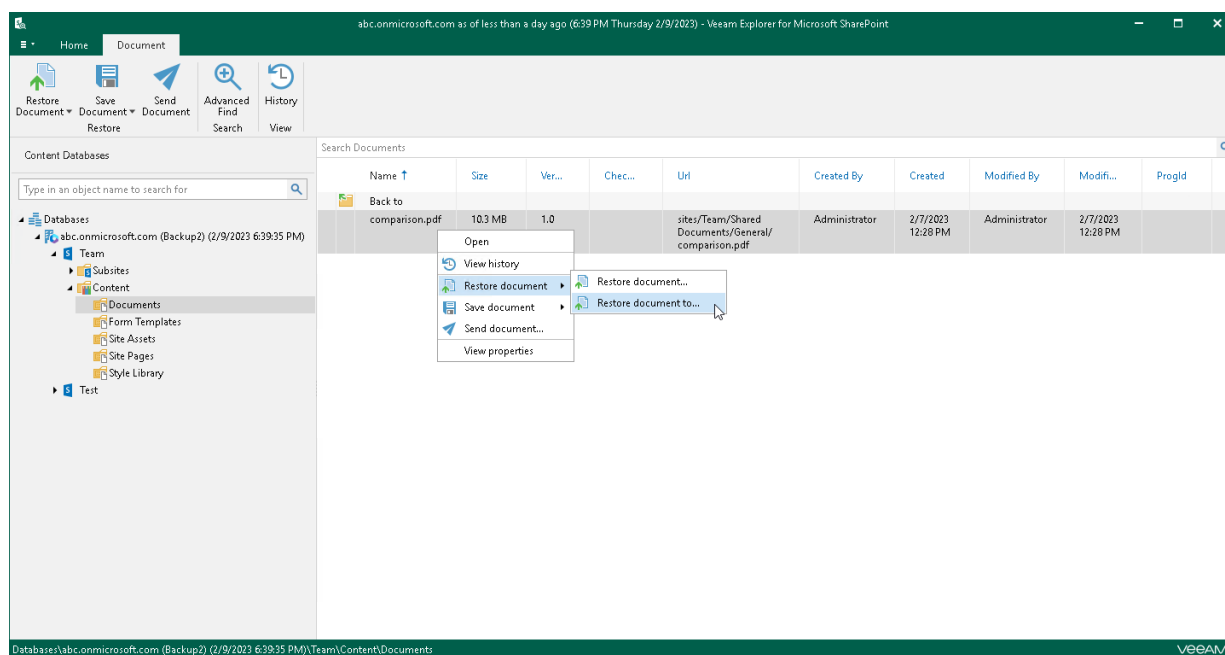 abc.onmicrosoft.com as of less than a day ago (6:39 PM Thursday 2/9/2023) - Veeam Explorer for Microsoft SharePoint
Home Document
Restore Document Save Document Send Document Advanced Find History
Restore Search View
Content Databases
Type in an object name to search for
Databases
abc.onmicrosoft.com (Backup2) (2/9/2023 6:39:35 PM)
Team
Subsites
Content
Documents
Form Templates
Site Assets
Site Pages
Style Library
Test
Search Documents
Name Size Ver... Chec... Url Created By Created Modified By Modifi... ProgId
Back to
comparison.pdf 10.3 MB 1.0 sites/Team/Shared Administrator 2/7/2023 Administrator 2/7/2023
Documents/General/ 12:28 PM 12:28 PM
comparison.pdf
Open
View history
Restore document
Save document
Send document...
View properties
Restore document...
Restore document to...
Databases\abc.onmicrosoft.com (Backup2) (2/9/2023 6:39:35 PM)\Team\Content\Documents
veeAM